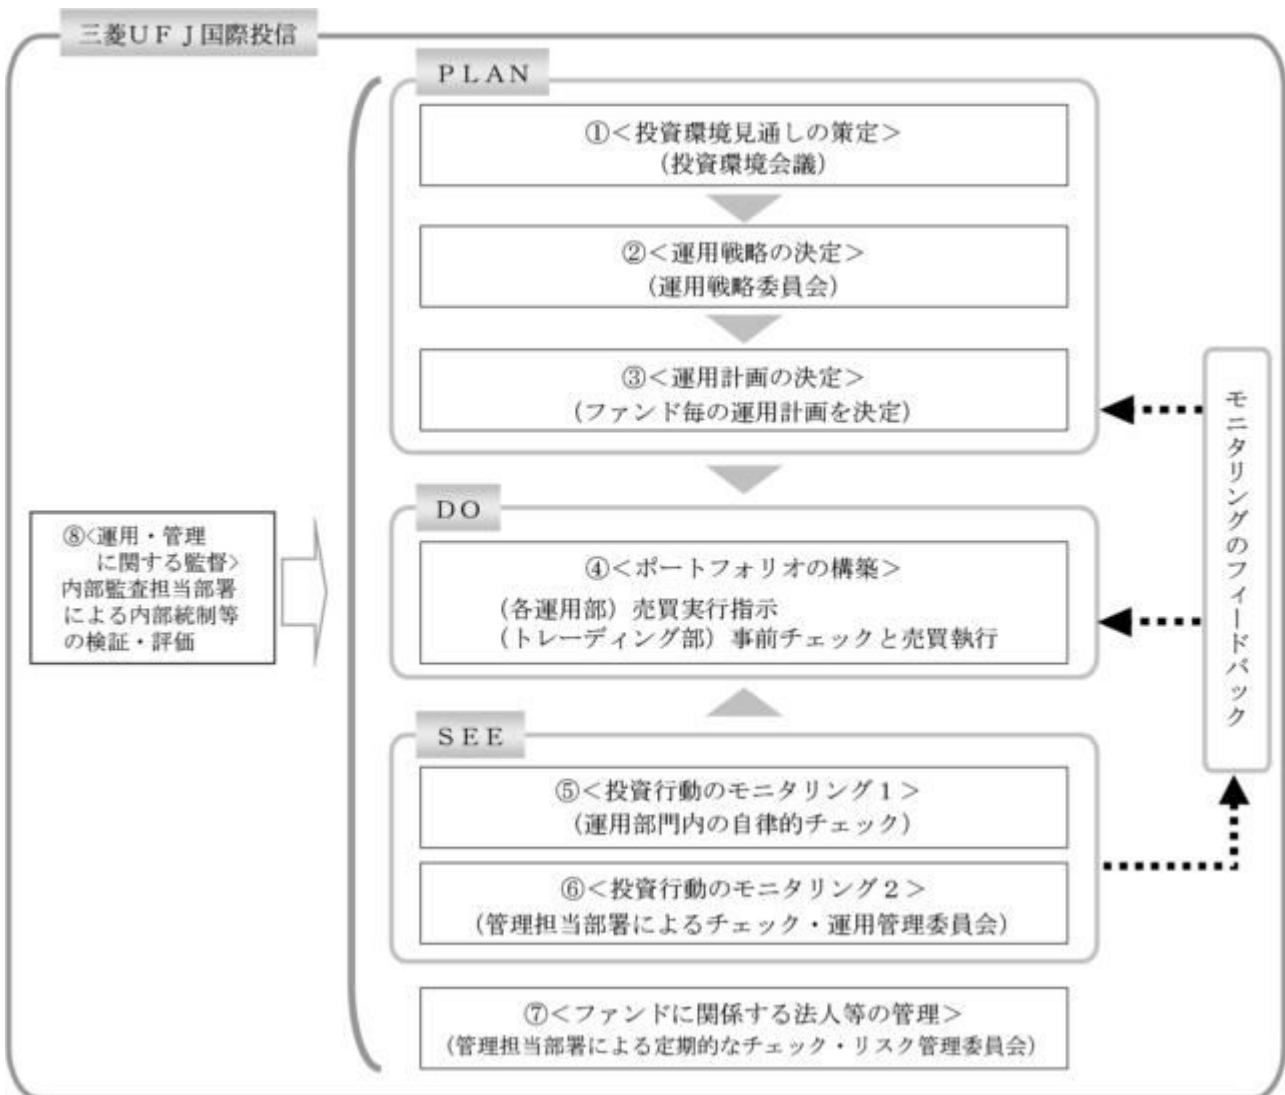 三菱ＵＦＪ国際投信
ＰＬＡＮ
①＜投資環境見通しの策定＞
（投資環境会議）
②＜運用戦略の決定＞
（運用戦略委員会）
③＜運用計画の決定＞
（ファンド毎の運用計画を決定）
ＤＯ
④＜ポートフォリオの構築＞
（各運用部）売買実行指示
（トレーディング部）事前チェックと売買執行
ＳＥＥ
⑤＜投資行動のモニタリング１＞
（運用部門内の自律的チェック）
⑥＜投資行動のモニタリング２＞
（管理担当部署によるチェック・運用管理委員会）
⑦＜ファンドに関係する法人等の管理＞
（管理担当部署による定期的なチェック・リスク管理委員会）
⑧<運用・管理
に関する監督>
内部監査担当部署
による内部統制等
の検証・評価
モニタリングのフィードバック